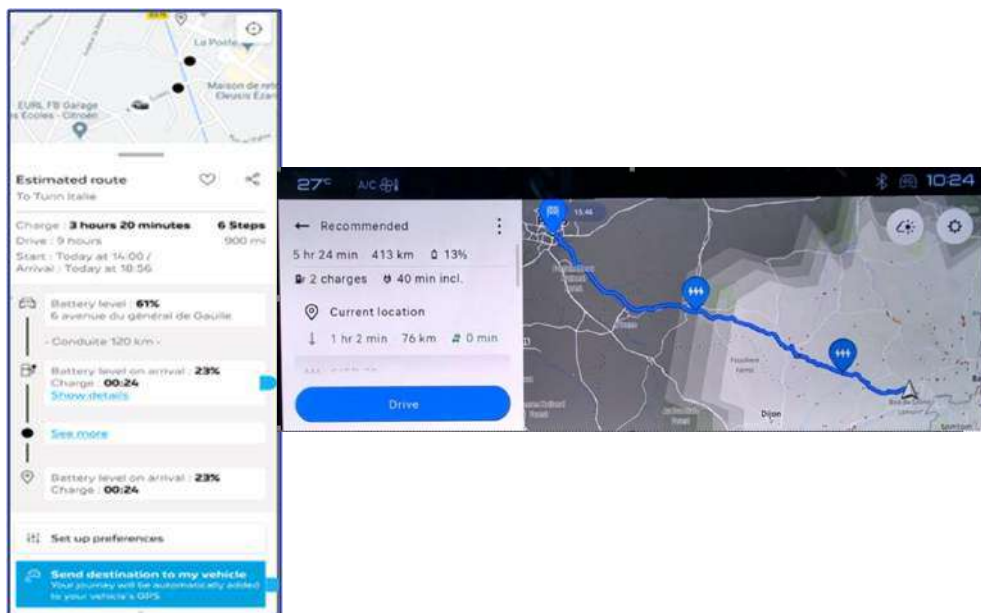 La Poste
Maison de
EURL FB Garage
Ecoles - Citroën
Estimated route
To Turin Italie
Charge : 3 hours 20 minutes 6 Steps
Drive : 9 hours 900 mi
Start : Today at 14:00 /
Arrival : Today at 18:56
Battery level : 61%
6 avenue du général de Gaulle
- Conduite 120 km -
Battery level on arrival : 23%
Charge : 00:24
Show details
See more
Battery level on arrival : 23%
Charge : 00:24
Set up preferences
Send destination to my vehicle
Your journey will be automatically added
to your vehicle's GPS
27°C A/C 10:24
Recommended
5 hr 24 min 413 km 13%
2 charges 40 min incl.
Current location
1 hr 2 min 76 km 0 min
Drive
15:46
Dijon